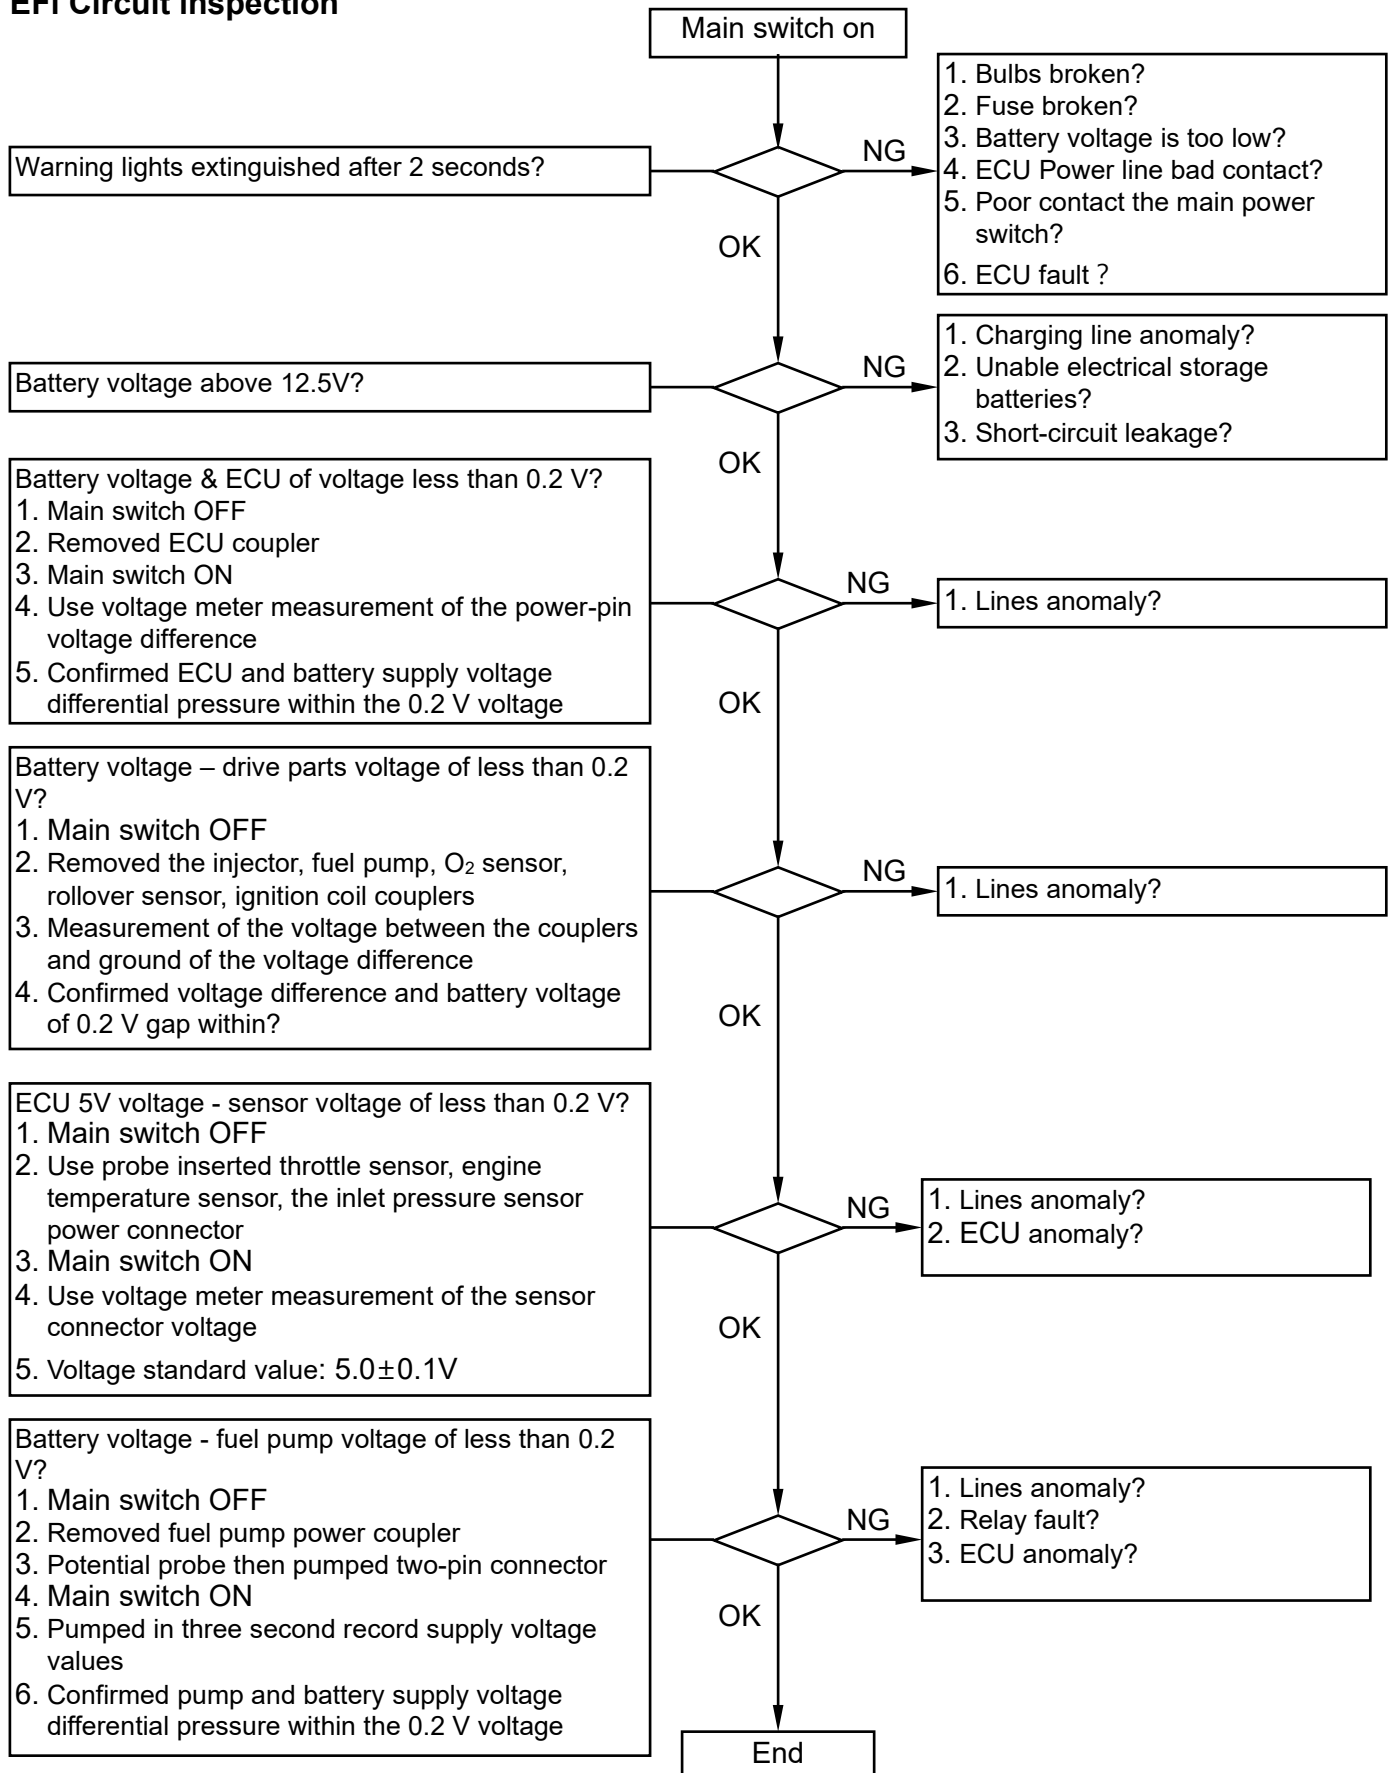 EFI Circuit Inspection
Main switch on
Warning lights extinguished after 2 seconds?
NG
1. Bulbs broken?
2. Fuse broken?
3. Battery voltage is too low?
4. ECU Power line bad contact?
5. Poor contact the main power
switch?
6. ECU fault？
OK
Battery voltage above 12.5V?
NG
1. Charging line anomaly?
2. Unable electrical storage
batteries?
3. Short-circuit leakage?
OK
Battery voltage & ECU of voltage less than 0.2 V?
1. Main switch OFF
2. Removed ECU coupler
3. Main switch ON
4. Use voltage meter measurement of the power-pin
voltage difference
5. Confirmed ECU and battery supply voltage
differential pressure within the 0.2 V voltage
NG
1. Lines anomaly?
OK
Battery voltage – drive parts voltage of less than 0.2
V?
1. Main switch OFF
2. Removed the injector, fuel pump, O₂ sensor,
rollover sensor, ignition coil couplers
3. Measurement of the voltage between the couplers
and ground of the voltage difference
4. Confirmed voltage difference and battery voltage
of 0.2 V gap within?
NG
1. Lines anomaly?
OK
ECU 5V voltage - sensor voltage of less than 0.2 V?
1. Main switch OFF
2. Use probe inserted throttle sensor, engine
temperature sensor, the inlet pressure sensor
power connector
3. Main switch ON
4. Use voltage meter measurement of the sensor
connector voltage
5. Voltage standard value: 5.0±0.1V
NG
1. Lines anomaly?
2. ECU anomaly?
OK
Battery voltage - fuel pump voltage of less than 0.2
V?
1. Main switch OFF
2. Removed fuel pump power coupler
3. Potential probe then pumped two-pin connector
4. Main switch ON
5. Pumped in three second record supply voltage
values
6. Confirmed pump and battery supply voltage
differential pressure within the 0.2 V voltage
NG
1. Lines anomaly?
2. Relay fault?
3. ECU anomaly?
OK
End